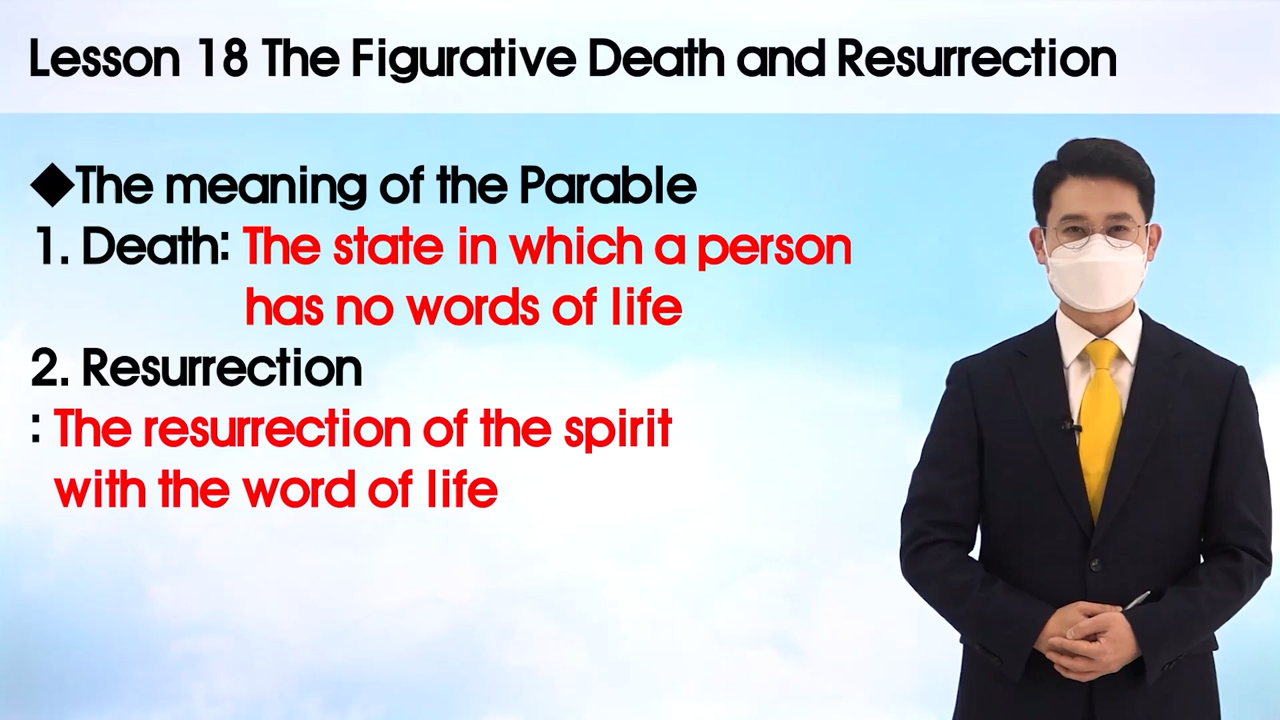 Lesson 18 The Figurative Death and Resurrection
◆The meaning of the Parable
1. Death: The state in which a person
has no words of life
2. Resurrection
: The resurrection of the spirit
with the word of life